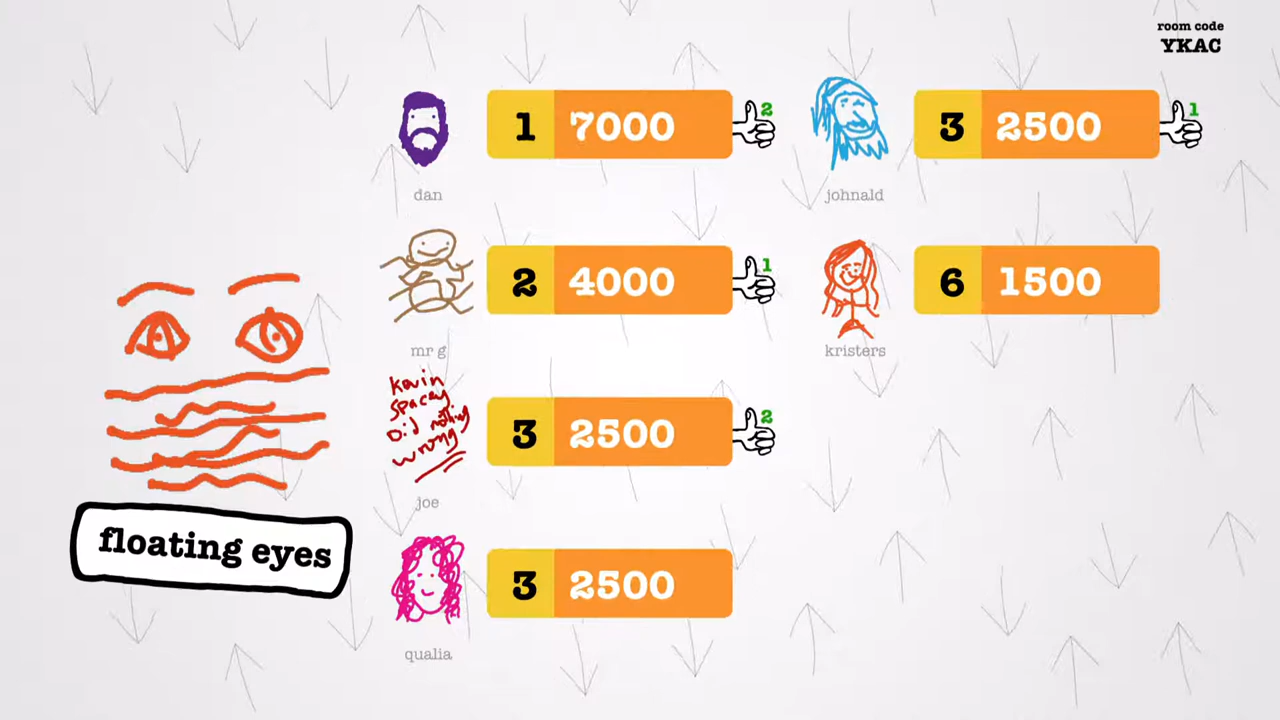 room code
YKAC
1 7000 2
dan
3 2500 1
johnald
2 4000 1
mr g
6 1500
kristers
Kevin
Spacey
Did nothing
wrong
3 2500 2
joe
floating eyes
3 2500
qualia